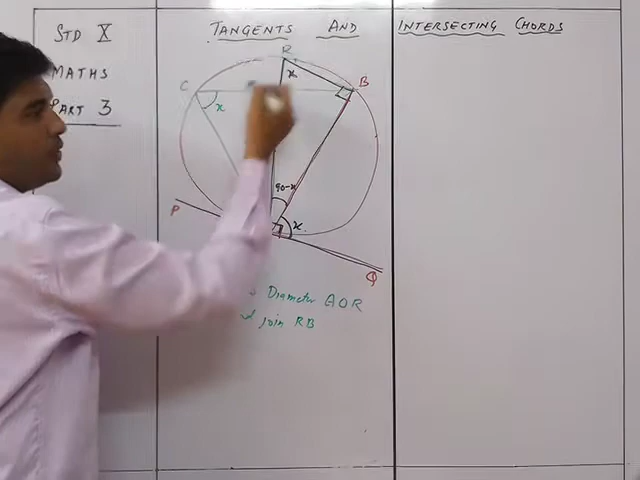 STD X
MATHS
PART 3
TANGENTS AND INTERSECTING CHORDS
R
x
C
B
x
90-x
P
x
Q
Diameter AOR
Join RB